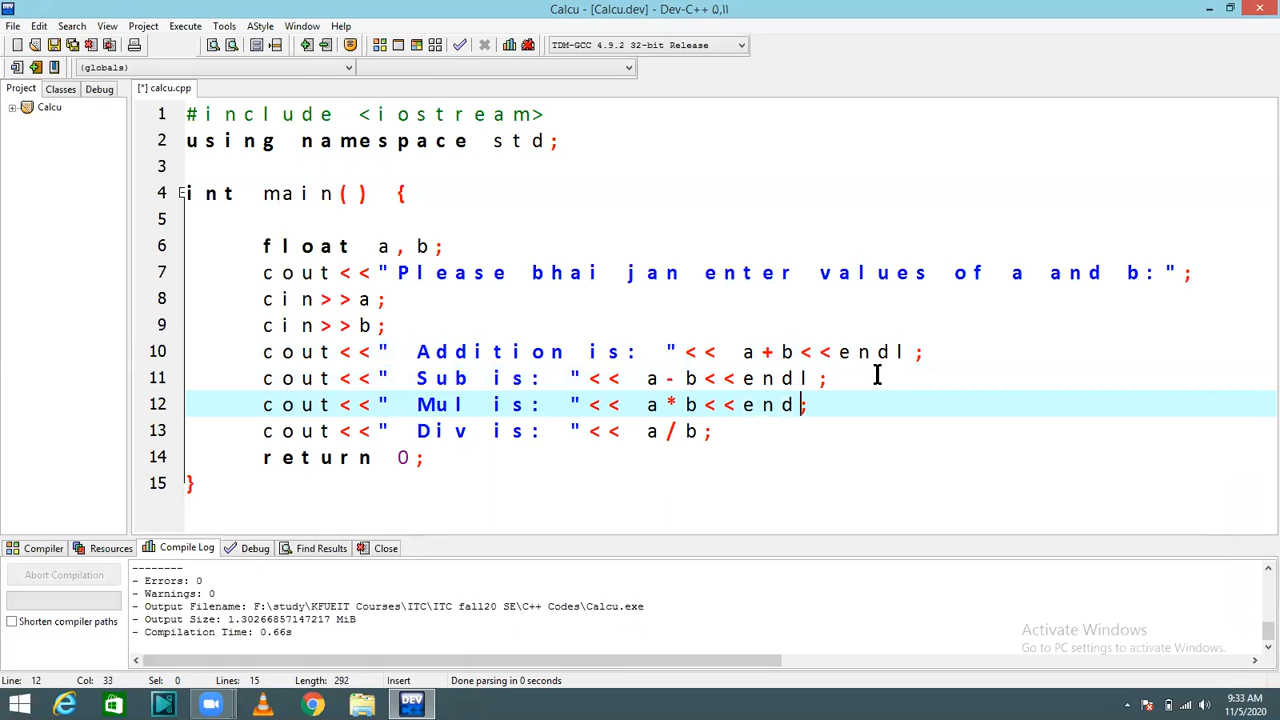 Calcu - [Calcu.dev] - Dev-C++ 5,11
File Edit Search View Project Execute Tools AStyle Window Help
TDM-GCC 4.9.2 32-bit Release
(globals)
Project Classes Debug [*] calcu.cpp
Calcu
1 #include <iostream>
2 using namespace std;
3
4 int main() {
5
6 float a,b;
7 cout<<"Please bhai jan enter values of a and b:";
8 cin>>a;
9 cin>>b;
10 cout<<" Addition is: "<< a+b<<endl;
11 cout<<" Sub is: "<< a-b<<endl;
12 cout<<" Mul is: "<< a*b<<end;
13 cout<<" Div is: "<< a/b;
14 return 0;
15 }
Compiler Resources Compile Log Debug Find Results Close
Abort Compilation
Shorten compiler paths
--------
- Errors: 0
- Warnings: 0
- Output Filename: F:\study\KFUEIT Courses\ITC\ITC fall20 SE\C++ Codes\Calcu.exe
- Output Size: 1.30266857147217 MiB
- Compilation Time: 0.66s
Activate Windows
Go to PC settings to activate Windows.
Line: 12 Col: 33 Sel: 0 Lines: 15 Length: 292 Insert Done parsing in 0 seconds
DEV
9:33 AM
11/5/2020